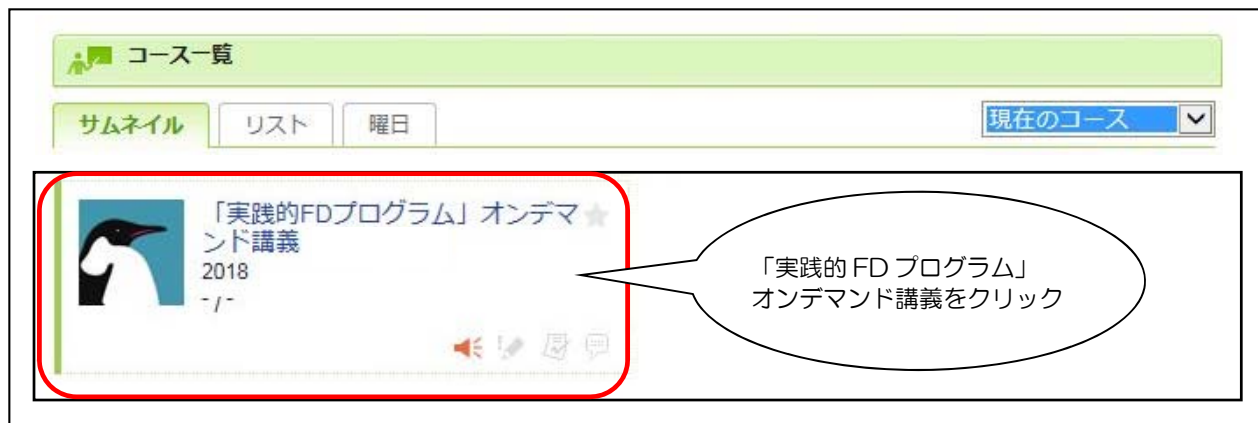 コース一覧
サムネイル リスト 曜日 現在のコース
「実践的FDプログラム」オンデマ
ンド講義
2018
- / -
「実践的 FD プログラム」
オンデマンド講義をクリック